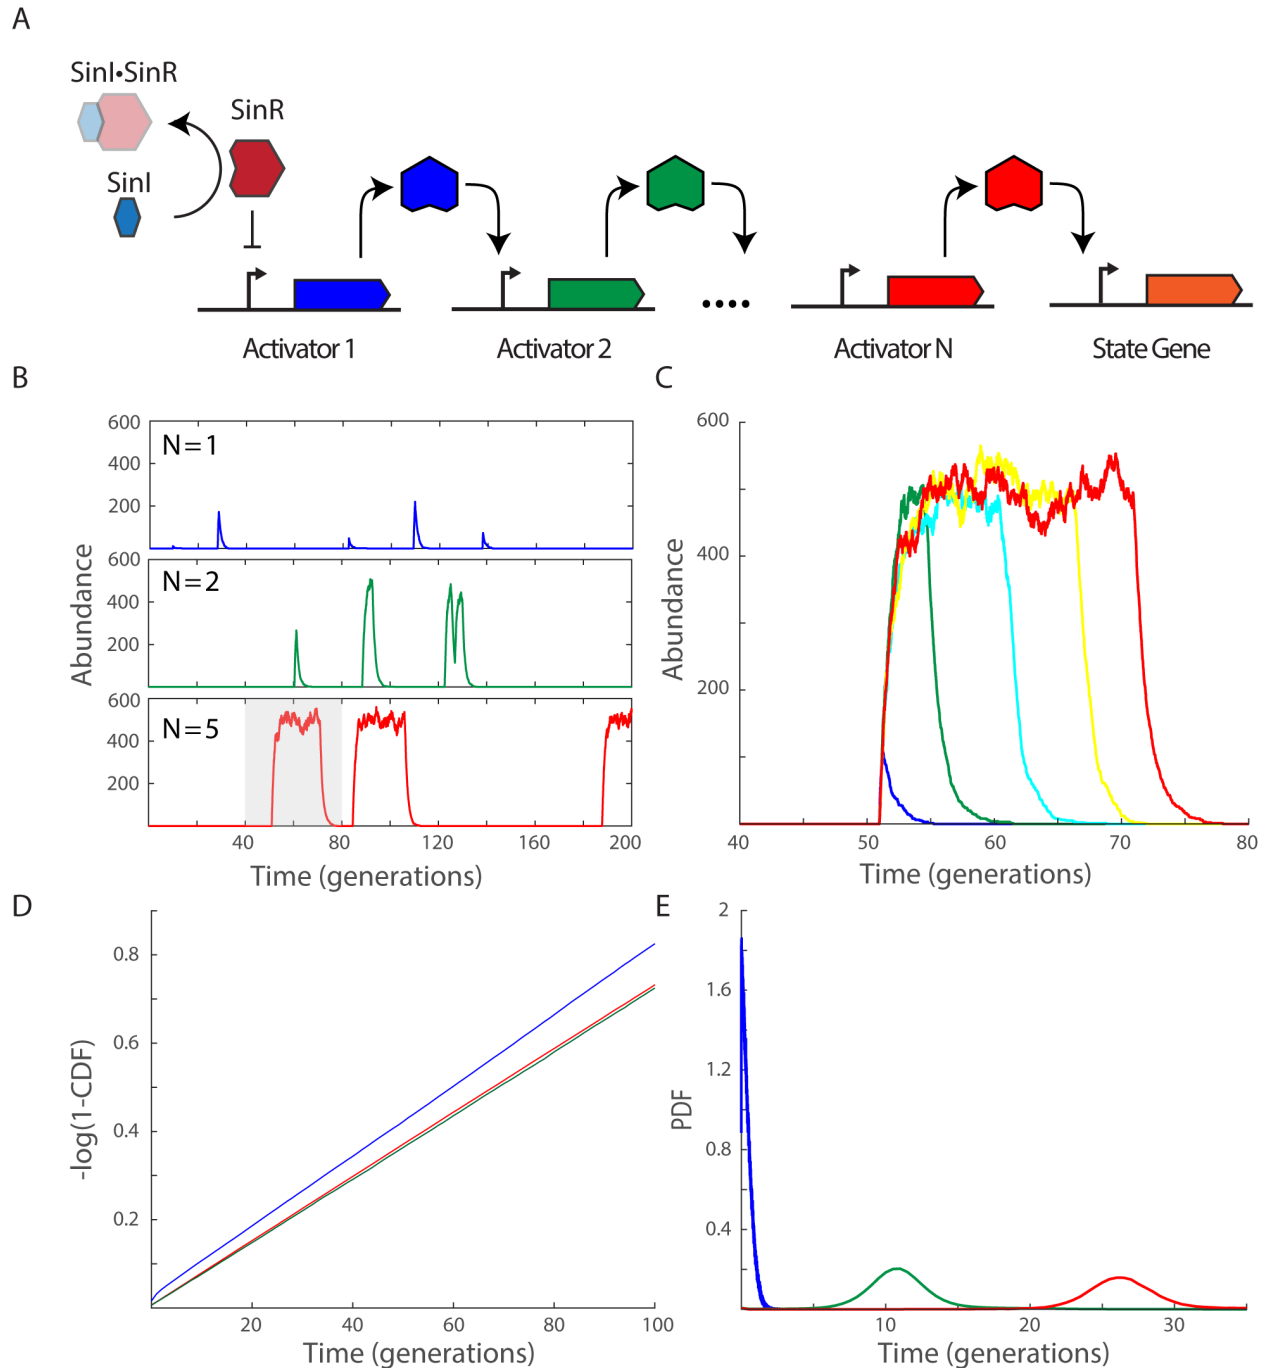 A
SinI•SinR
SinR
SinI
Activator 1
Activator 2
Activator N
State Gene
B
600
400
200
N=1
600
400
200
N=2
600
400
200
N=5
40
80
120
160
200
Abundance
Time (generations)
C
600
400
200
40
50
60
70
80
Abundance
Time (generations)
D
0.8
0.6
0.4
0.2
20
40
60
80
100
-log(1-CDF)
Time (generations)
E
2
1.6
1.2
0.8
0.4
10
20
30
PDF
Time (generations)